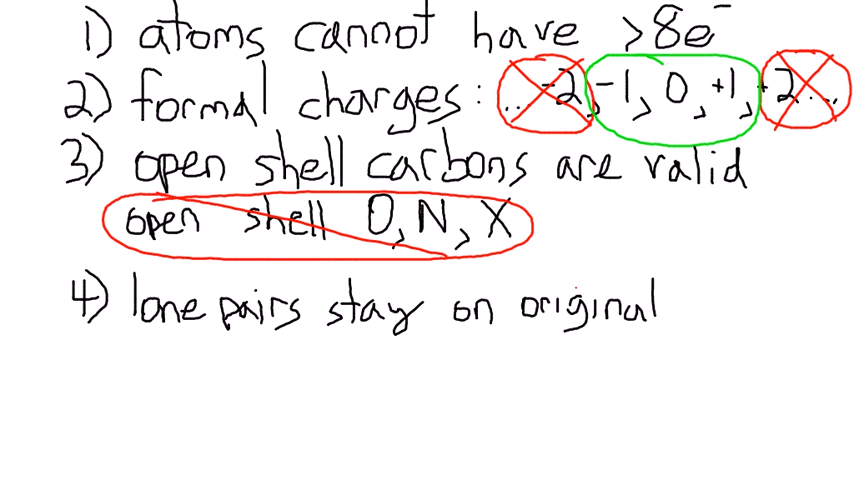 1) atoms cannot have >8e⁻
2) formal charges: ... -2, -1, 0, +1, +2 ...
3) open shell carbons are valid
open shell O, N, X
4) lone pairs stay on original